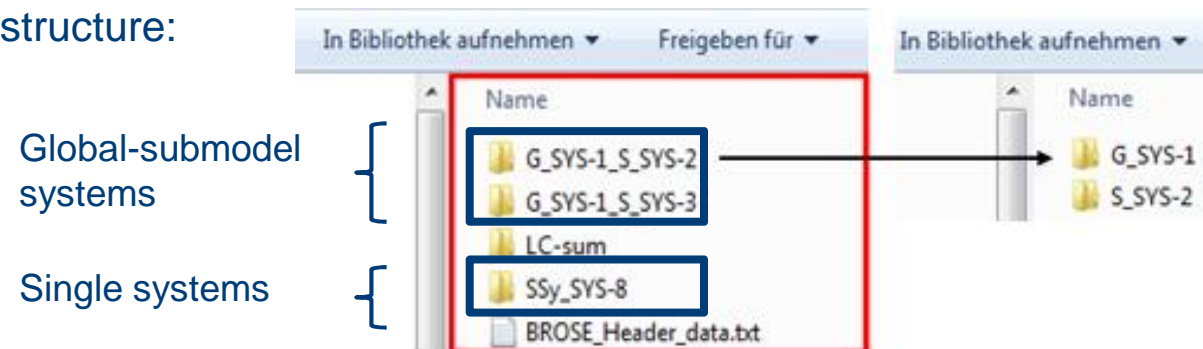 structure:
In Bibliothek aufnehmen ▼ Freigeben für ▼
In Bibliothek aufnehmen ▼
Name
Name
Global-submodel
systems
G_SYS-1_S_SYS-2
G_SYS-1_S_SYS-3
G_SYS-1
S_SYS-2
LC-sum
Single systems
SSy_SYS-8
BROSE_Header_data.txt